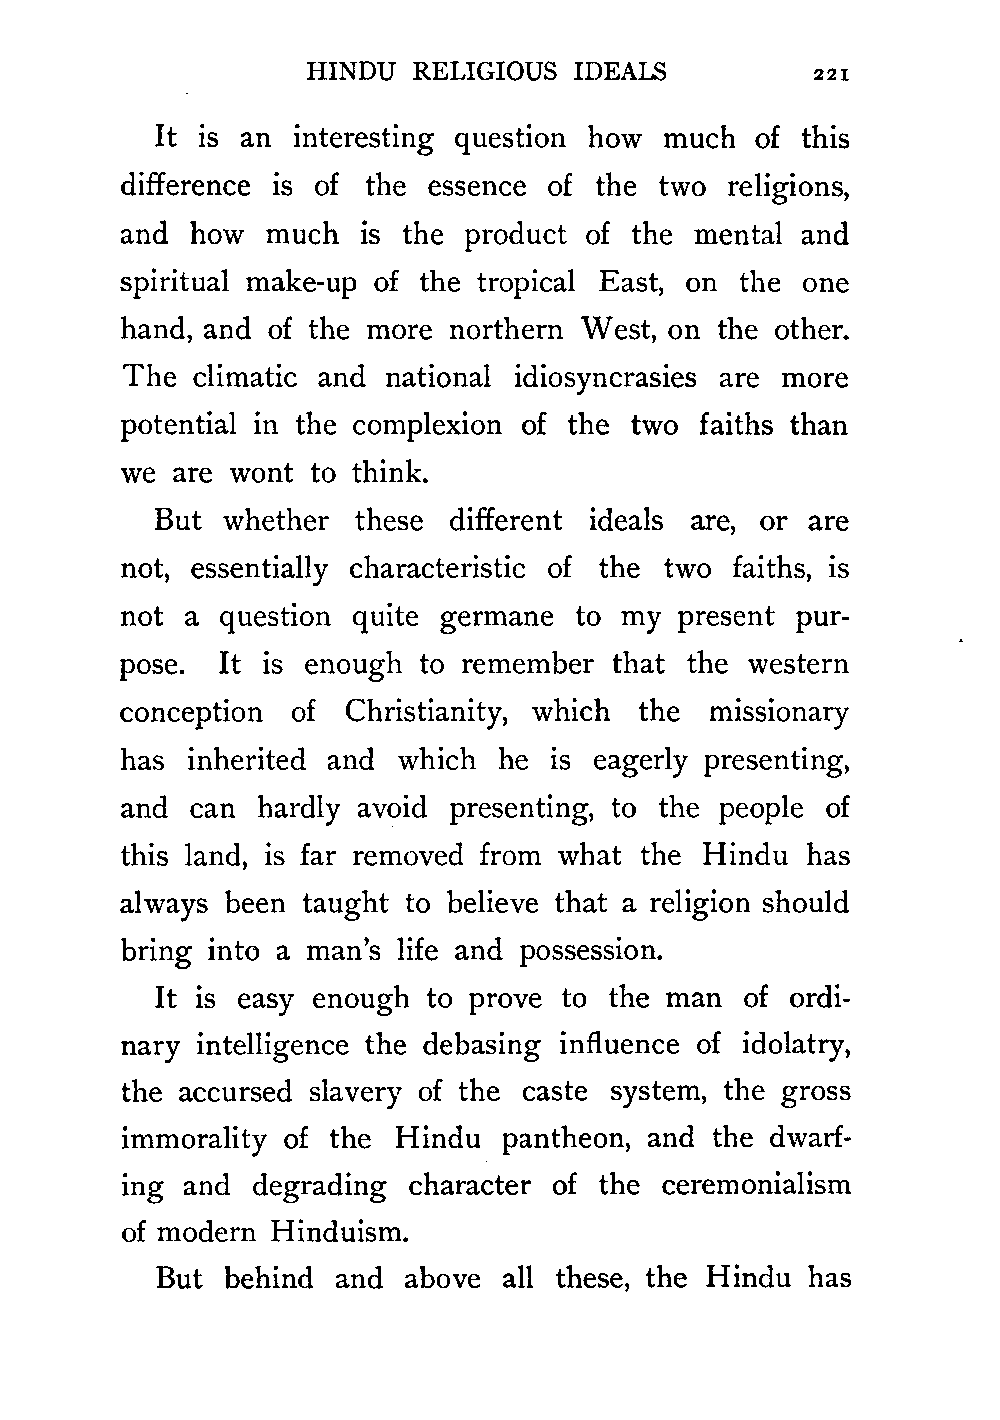 HINDU RELIGIOUS IDEALS 221
It is an interesting question how much of this
difference is of the essence of the two religions,
and how much is the product of the mental and
spiritual make-up of the tropical East, on the one
hand, and of the more northern West, on the other.
The climatic and national idiosyncrasies are more
potential in the complexion of the two faiths than
we are wont to think.
But whether these different ideals are, or are
not, essentially characteristic of the two faiths, is
not a question quite germane to my present pur-
pose. It is enough to remember that the western
conception of Christianity, which the missionary
has inherited and which he is eagerly presenting,
and can hardly avoid presenting, to the people of
this land, is far removed from what the Hindu has
always been taught to believe that a religion should
bring into a man's life and possession.
It is easy enough to prove to the man of ordi-
nary intelligence the debasing influence of idolatry,
the accursed slavery of the caste system, the gross
immorality of the Hindu pantheon, and the dwarf-
ing and degrading character of the ceremonialism
of modern Hinduism.
But behind and above all these, the Hindu has